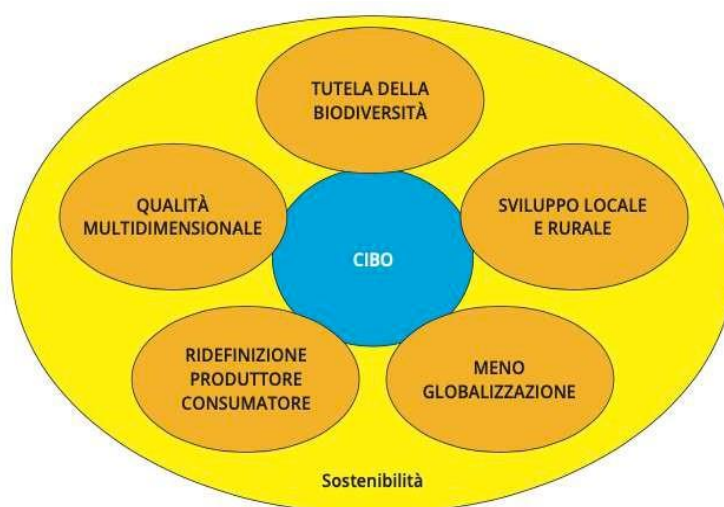 TUTELA DELLA
BIODIVERSITÀ
QUALITÀ
MULTIDIMENSIONALE
SVILUPPO LOCALE
E RURALE
CIBO
RIDEFINIZIONE
PRODUTTORE
CONSUMATORE
MENO
GLOBALIZZAZIONE
Sostenibilità